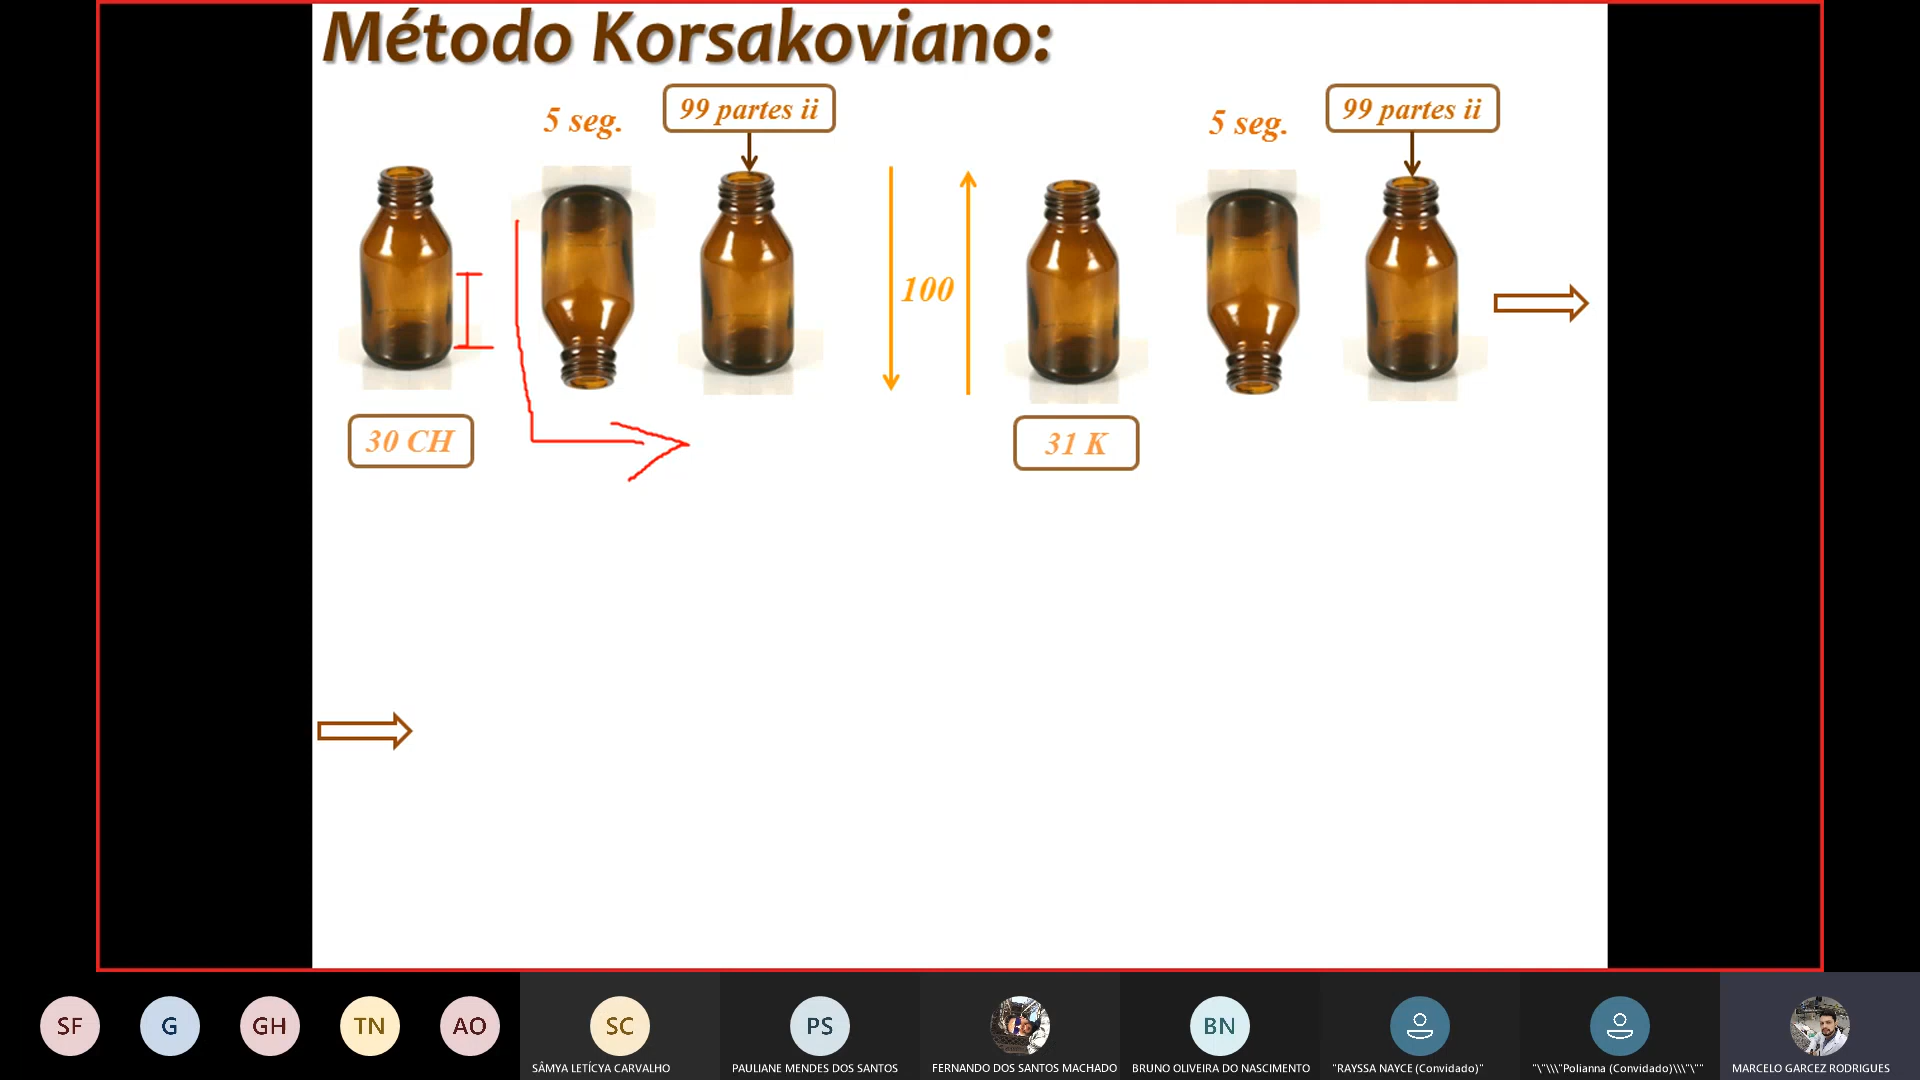 Método Korsakoviano:
5 seg.
99 partes ii
5 seg.
99 partes ii
100
30 CH
31 K
SF
G
GH
TN
AO
SC
PS
BN
SÂMYA LETÍCYA CARVALHO
PAULIANE MENDES DOS SANTOS
FERNANDO DOS SANTOS MACHADO
BRUNO OLIVEIRA DO NASCIMENTO
"RAYSSA NAYCE (Convidado)"
"\"\\\"Polianna (Convidado)\\\"\""
MARCELO GARCEZ RODRIGUES